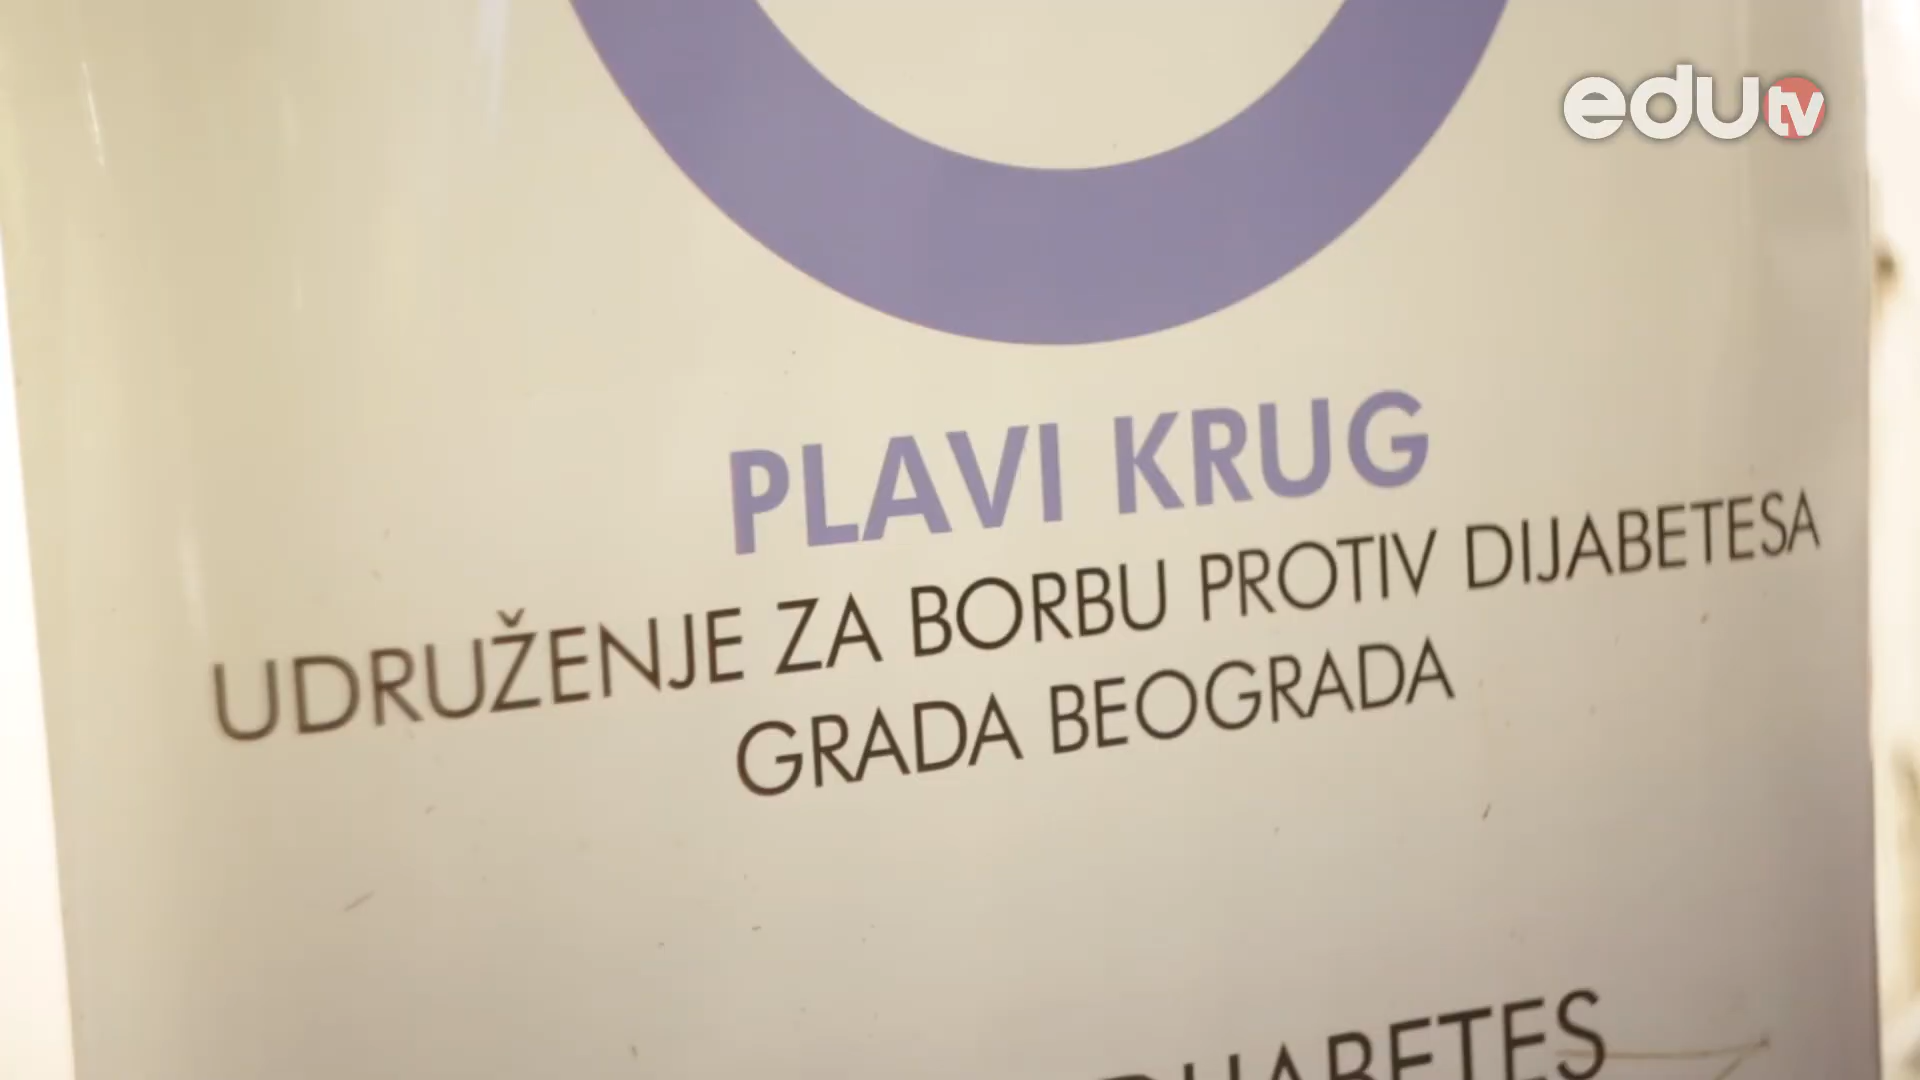 edutv
PLAVI KRUG
UDRUŽENJE ZA BORBU PROTIV DIJABETESA
GRADA BEOGRADA
DIJABETES